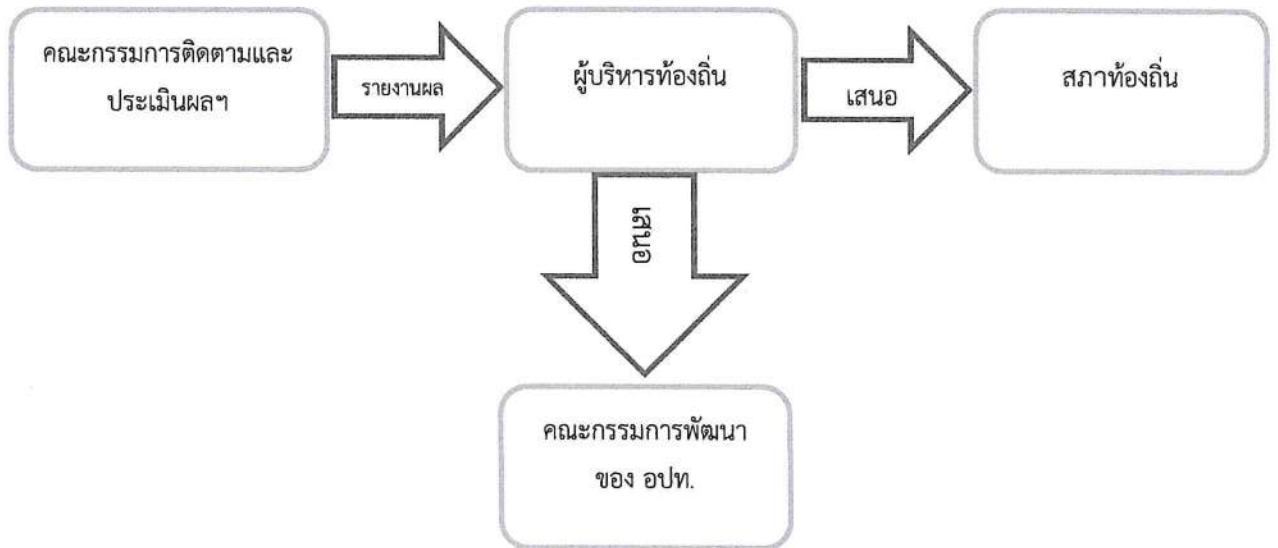 คณะกรรมการติดตามและ
ประเมินผลฯ
รายงานผล
ผู้บริหารท้องถิ่น
เสนอ
สภาท้องถิ่น
เสนอ
คณะกรรมการพัฒนา
ของ อปท.